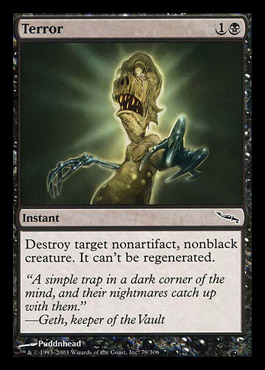 Terror 1
Instant
Destroy target nonartifact, nonblack
creature. It can't be regenerated.
"A simple trap in a dark corner of the
mind, and their nightmares catch up
with them."
—Geth, keeper of the Vault
Puddnhead
& © 1993-2003 Wizards of the Coast, Inc. 79/306